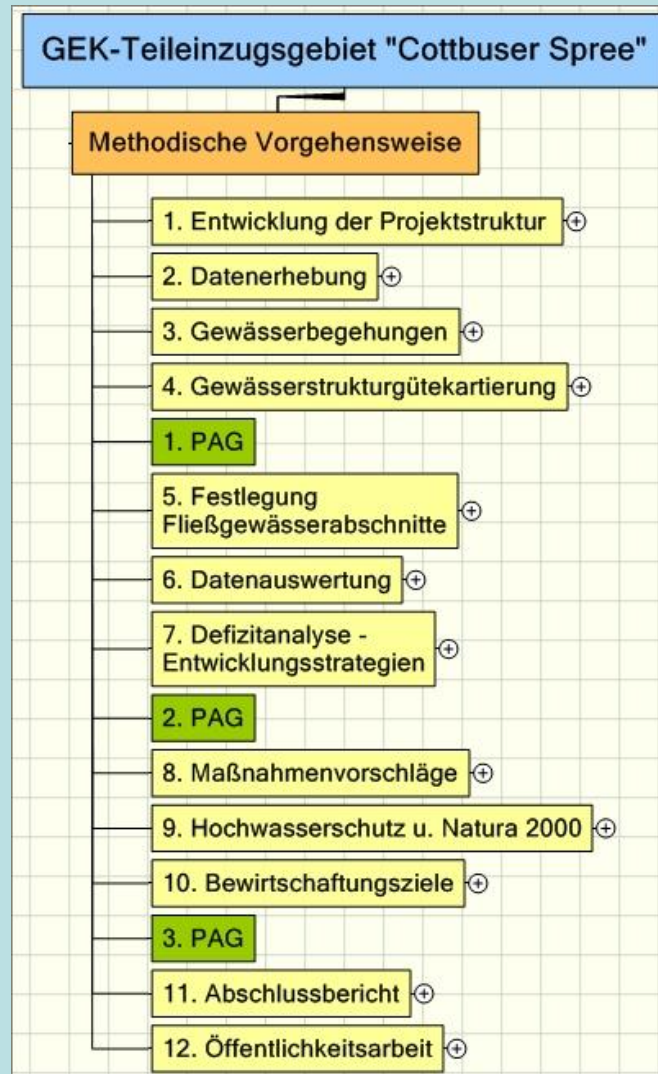 GEK-Teileinzugsgebiet "Cottbuser Spree"
Methodische Vorgehensweise
1. Entwicklung der Projektstruktur
2. Datenerhebung
3. Gewässerbegehungen
4. Gewässerstrukturgütekartierung
1. PAG
5. Festlegung
Fließgewässerabschnitte
6. Datenauswertung
7. Defizitanalyse -
Entwicklungsstrategien
2. PAG
8. Maßnahmenvorschläge
9. Hochwasserschutz u. Natura 2000
10. Bewirtschaftungsziele
3. PAG
11. Abschlussbericht
12. Öffentlichkeitsarbeit